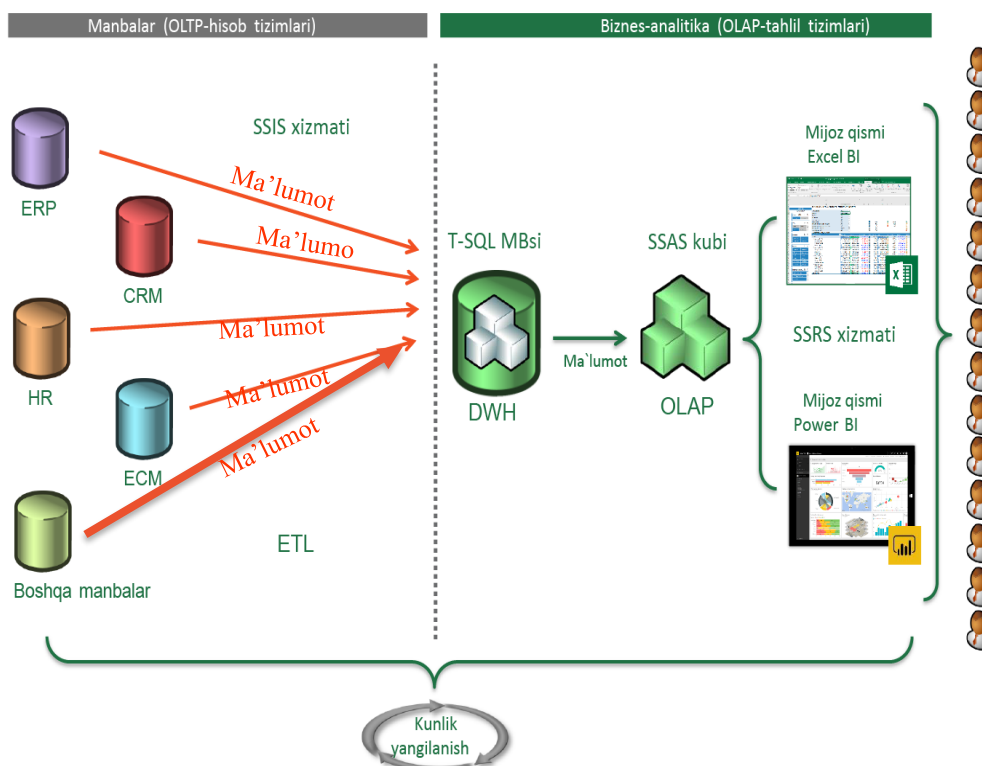 Manbalar (OLTP-hisob tizimlari)
Biznes-analitika (OLAP-tahlil tizimlari)
SSIS xizmati
ERP
Ma’lumot
CRM
Ma’lumo
HR
Ma’lumot
ECM
Ma’lumot
Boshqa manbalar
Ma’lumot
ETL
T-SQL MBsi
DWH
Ma`lumot
SSAS kubi
OLAP
Mijoz qismi
Excel BI
SSRS xizmati
Mijoz qismi
Power BI
Kunlik
yangilanish